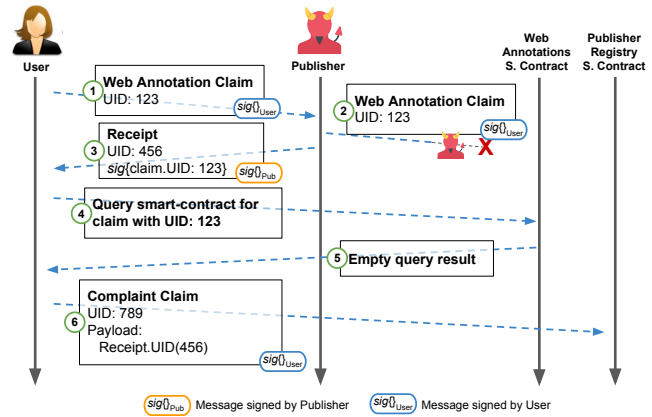 User
Publisher
Web
Annotations
S. Contract
Publisher
Registry
S. Contract
1
Web Annotation Claim
UID: 123
sig{}User
2
Web Annotation Claim
UID: 123
sig{}User
X
3
Receipt
UID: 456
sig{claim.UID: 123}
sig{}Pub
4
Query smart-contract for
claim with UID: 123
5
Empty query result
6
Complaint Claim
UID: 789
Payload:
Receipt.UID(456)
sig{}User
sig{}Pub Message signed by Publisher
sig{}User Message signed by User